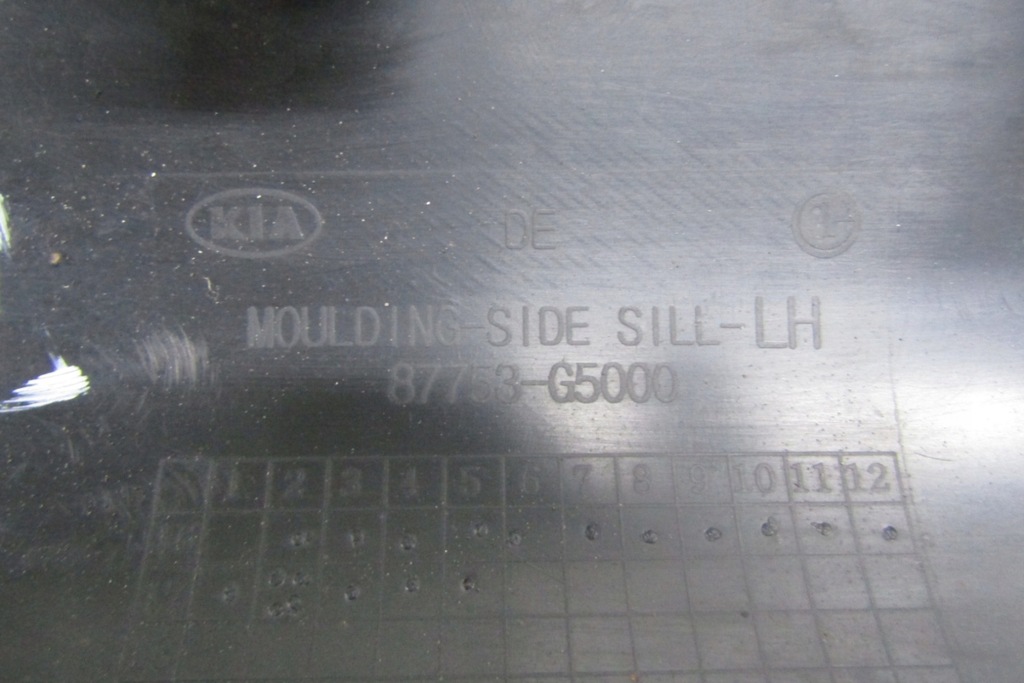 KIA DE 1
MOULDING-SIDE SILL-LH
87753-G5000
1 2 3 4 5 6 7 8 9 10 11 12